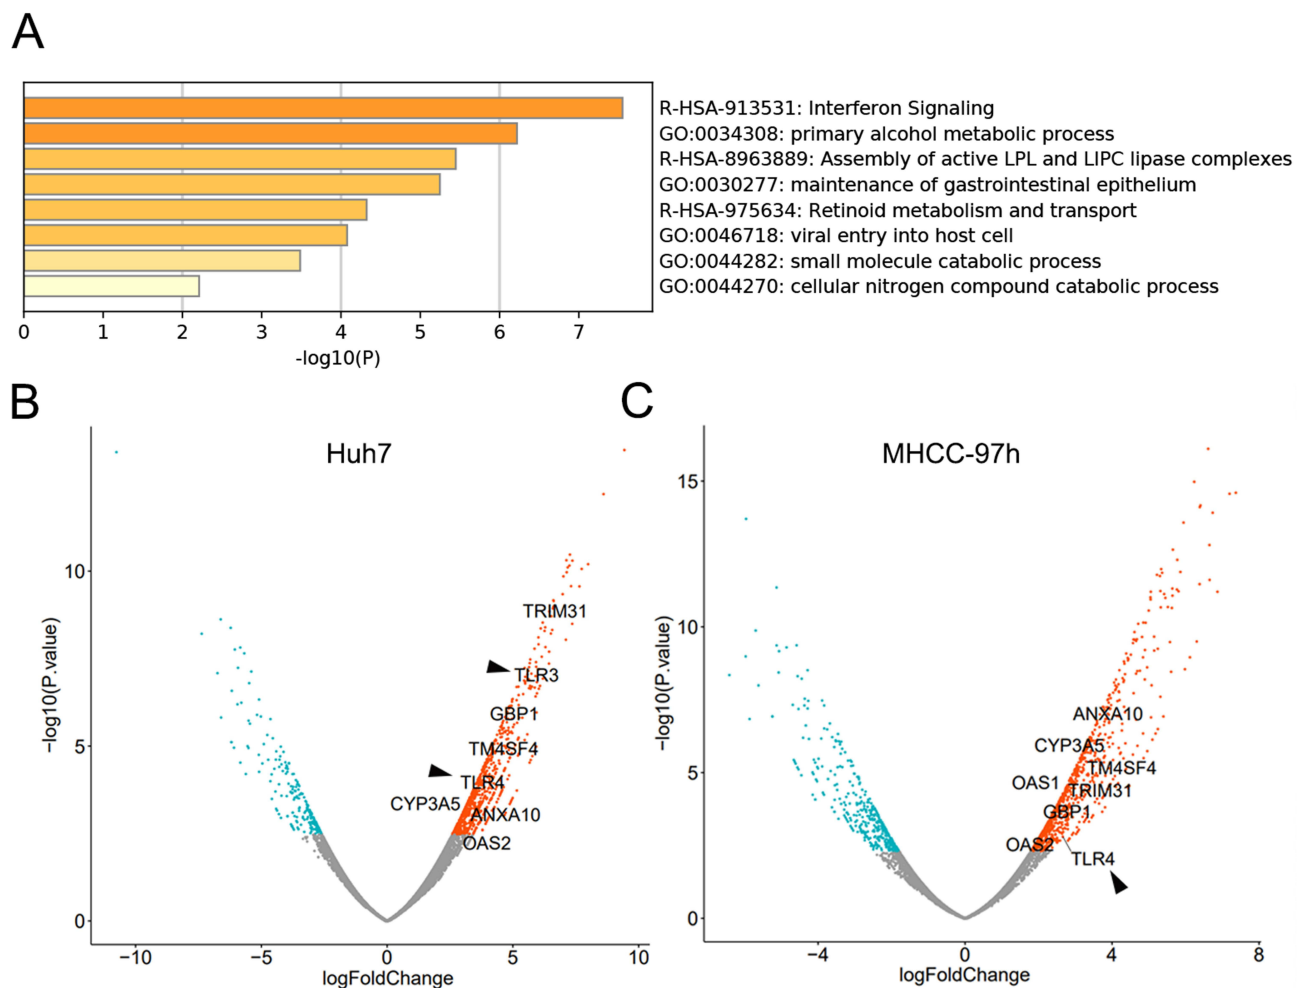 A
R-HSA-913531: Interferon Signaling
GO:0034308: primary alcohol metabolic process
R-HSA-8963889: Assembly of active LPL and LIPC lipase complexes
GO:0030277: maintenance of gastrointestinal epithelium
R-HSA-975634: Retinoid metabolism and transport
GO:0046718: viral entry into host cell
GO:0044282: small molecule catabolic process
GO:0044270: cellular nitrogen compound catabolic process
0 1 2 3 4 5 6 7
-log10(P)
B
Huh7
10
5
0
−log10(P.value)
TRIM31
TLR3
GBP1
TM4SF4
TLR4
CYP3A5
ANXA10
OAS2
−10 −5 0 5 10
logFoldChange
C
MHCC-97h
15
10
5
0
−log10(P.value)
ANXA10
CYP3A5
TM4SF4
OAS1
TRIM31
GBP1
OAS2
TLR4
−4 0 4 8
logFoldChange